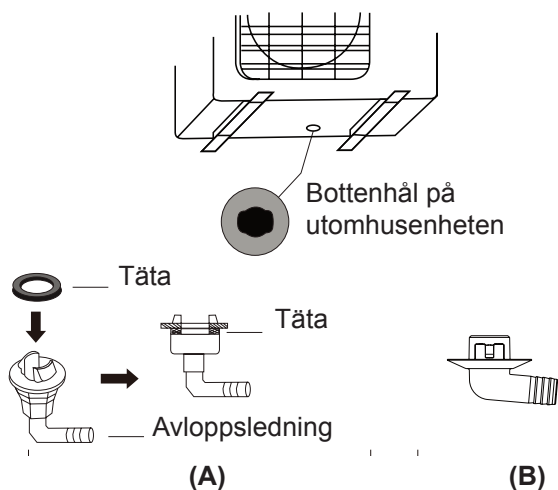 Bottenhål på
utomhusenheten
Täta
Täta
Avloppsledning
(A)
(B)